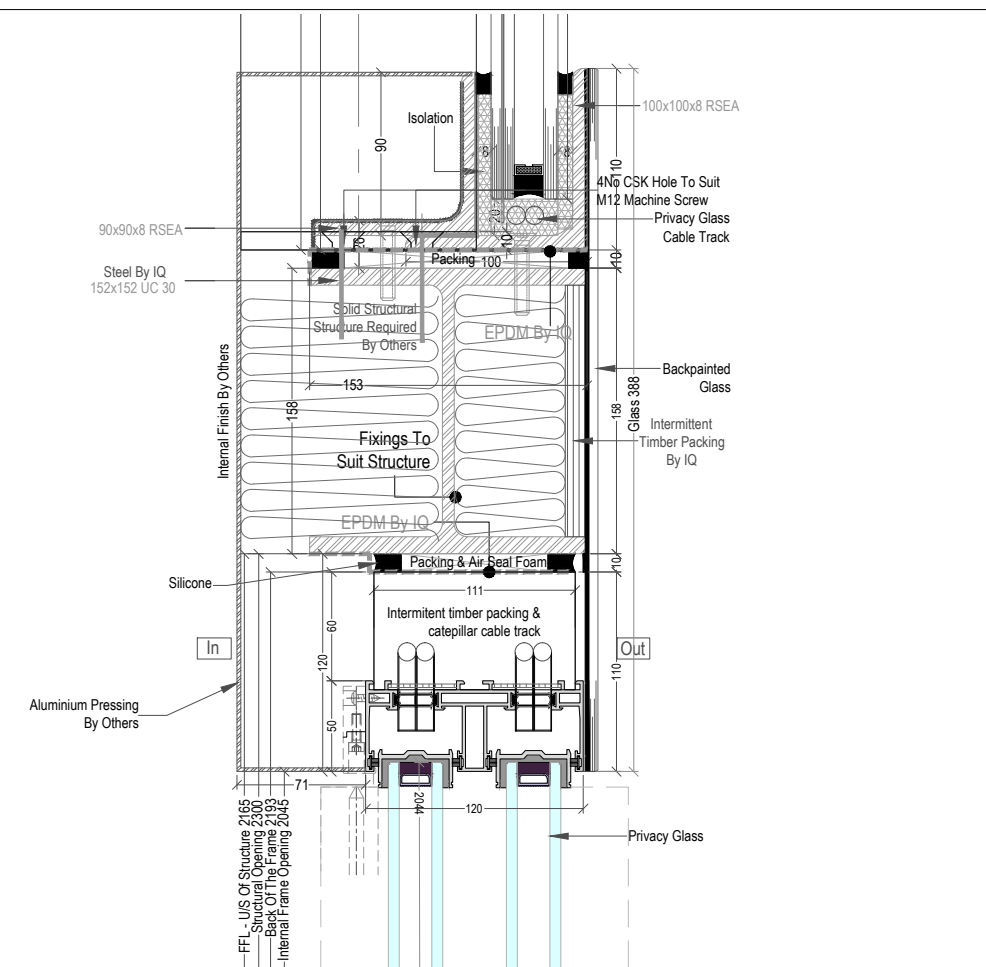 Isolation
100x100x8 RSEA
90
8
8
110
4No CSK Hole To Suit
M12 Machine Screw
Privacy Glass
Cable Track
20
90x90x8 RSEA
26
10
Packing
100
10
Steel By IQ
152x152 UC 30
Solid Structural
Structure Required
By Others
EPDM By IQ
Backpainted
Glass
Internal Finish By Others
153
158
158
Glass 388
Intermittent
Timber Packing
By IQ
Fixings To
Suit Structure
EPDM By IQ
Packing & Air Seal Foam
10
Silicone
111
Intermitent timber packing &
catepillar cable track
60
In
Out
120
110
Aluminium Pressing
By Others
50
71
2044
120
Privacy Glass
FFL - U/S Of Structure 2165
Structural Opening 2300
Back Of The Frame 2193
Internal Frame Opening 2045